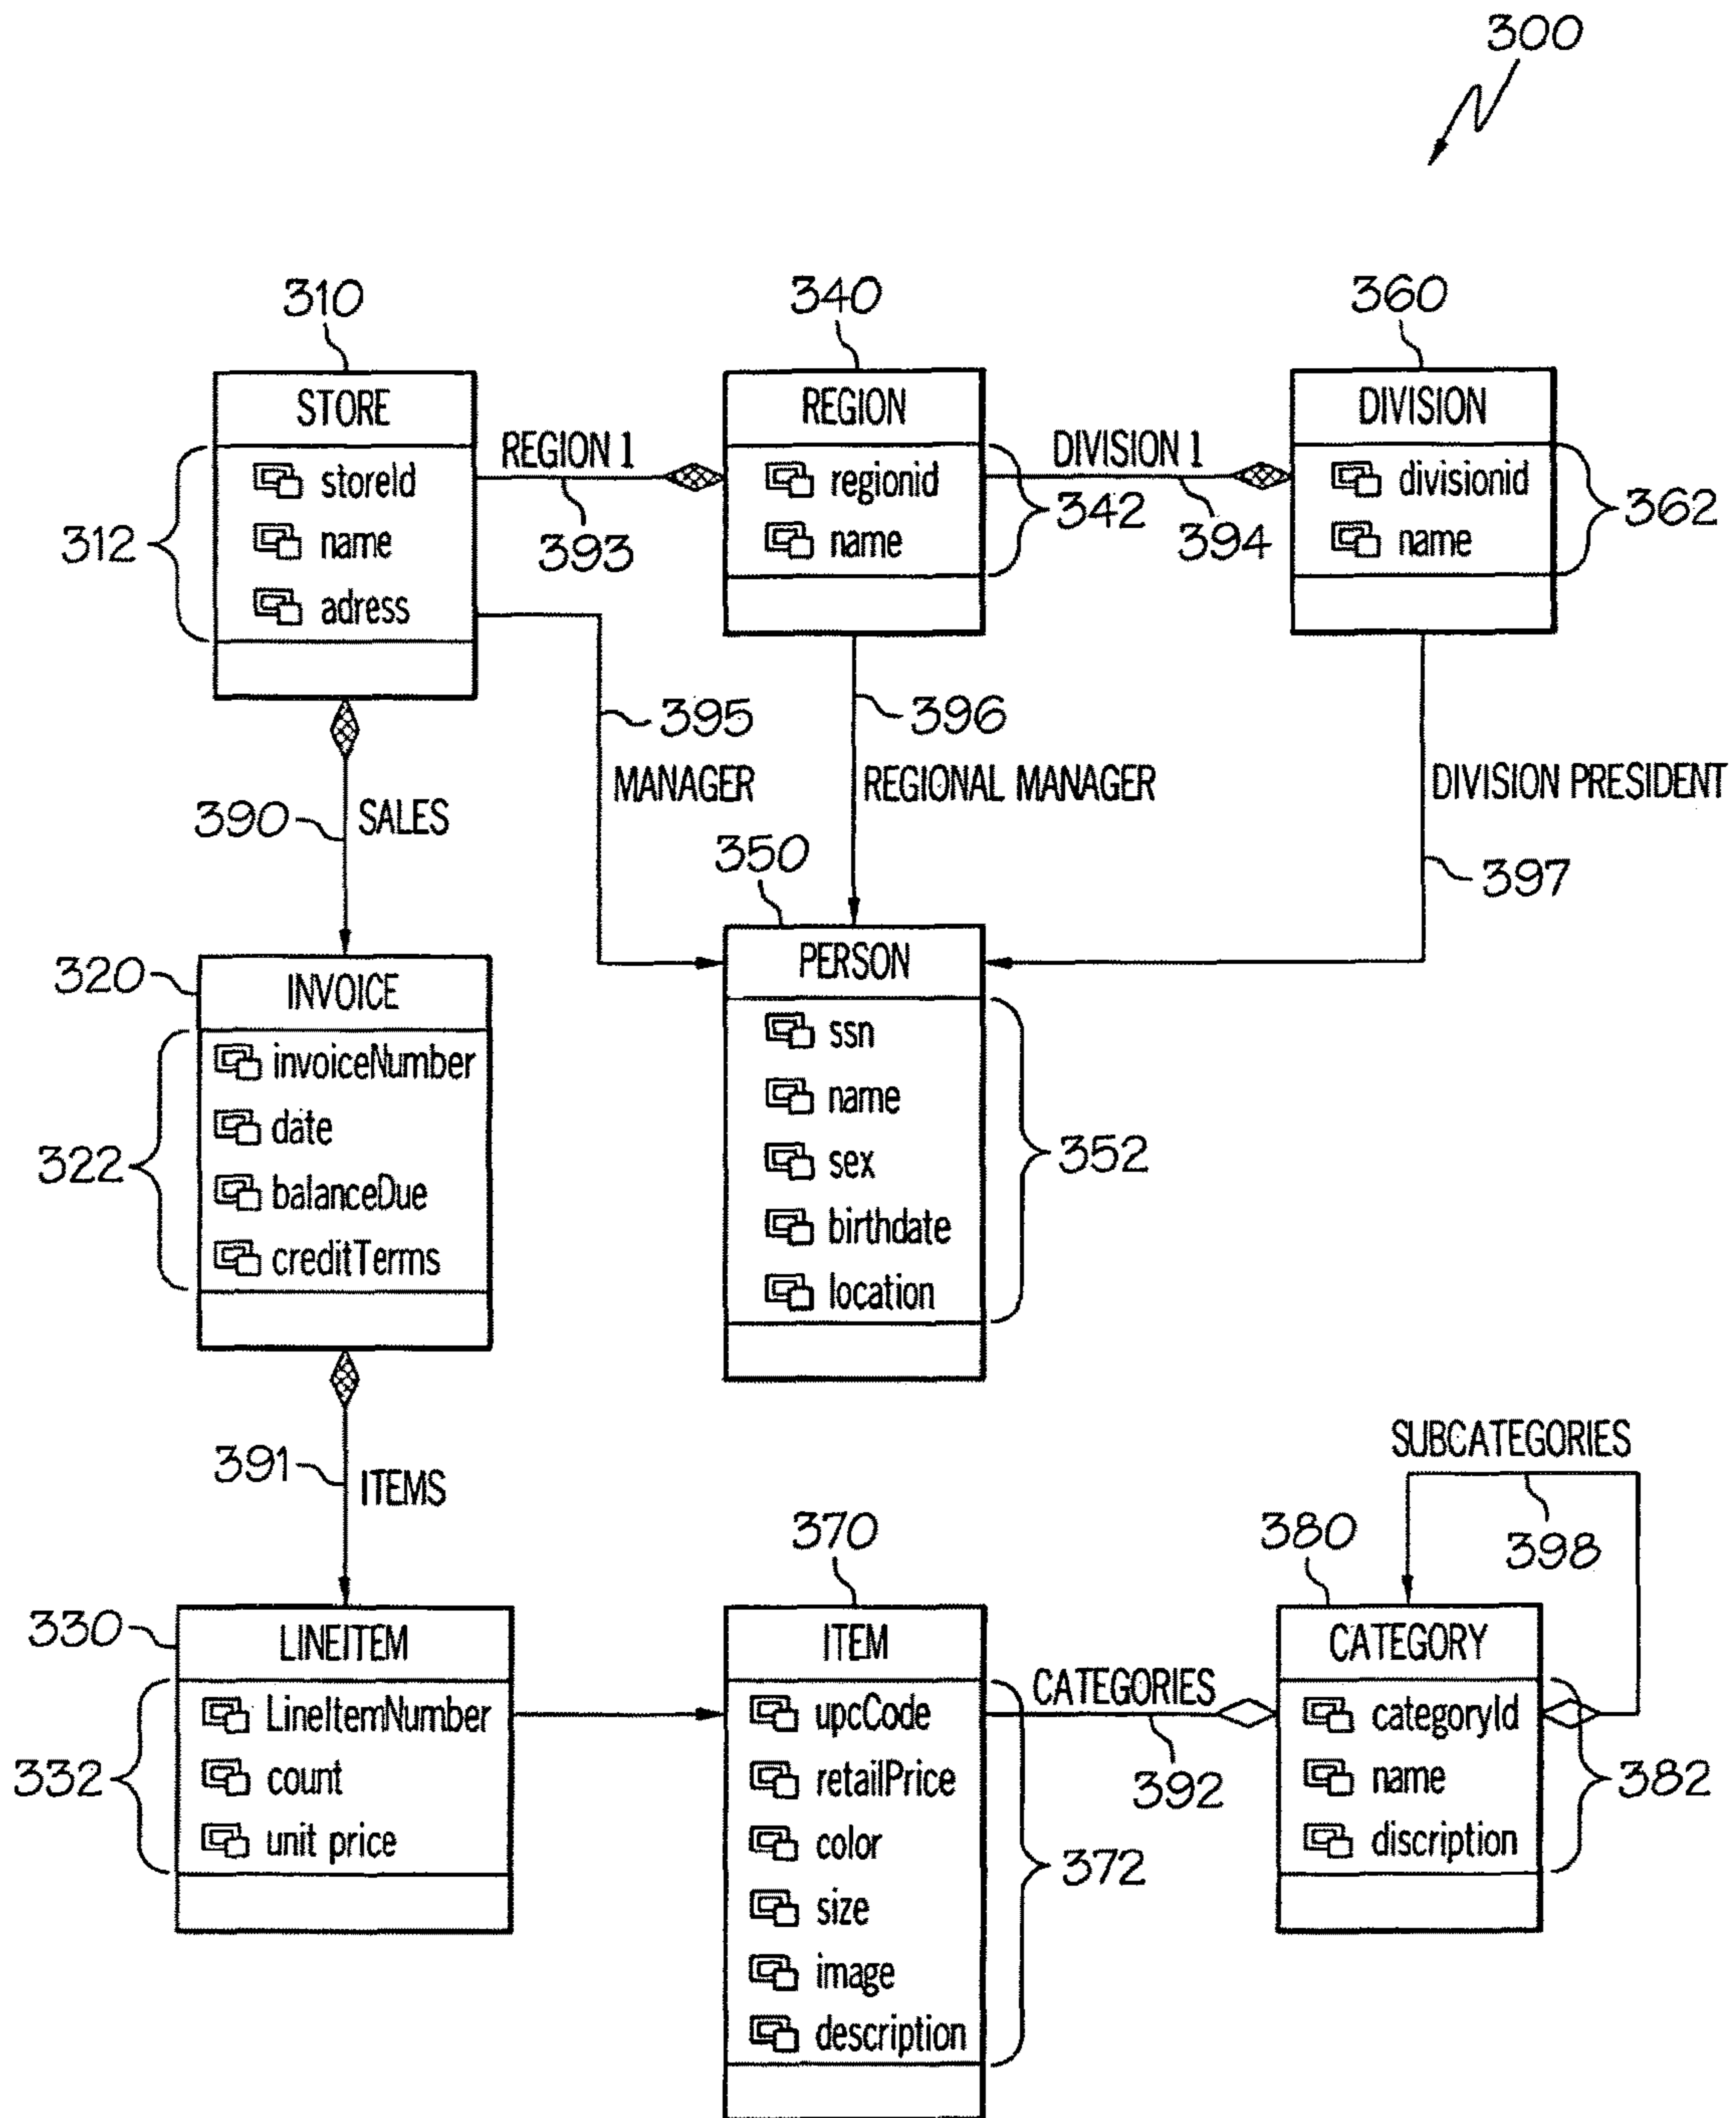 300
310
340
360
STORE
REGION
DIVISION
REGION 1
DIVISION 1
storeId
name
adress
312
393
regionid
name
342
394
divisionid
name
362
395
396
MANAGER
REGIONAL MANAGER
DIVISION PRESIDENT
390
SALES
350
397
320
INVOICE
PERSON
invoiceNumber
date
balanceDue
creditTerms
322
ssn
name
sex
birthdate
location
352
391
ITEMS
SUBCATEGORIES
398
370
380
330
LINEITEM
ITEM
CATEGORY
CATEGORIES
LineItemNumber
count
unit price
332
upcCode
retailPrice
color
size
image
description
372
392
categoryId
name
discription
382